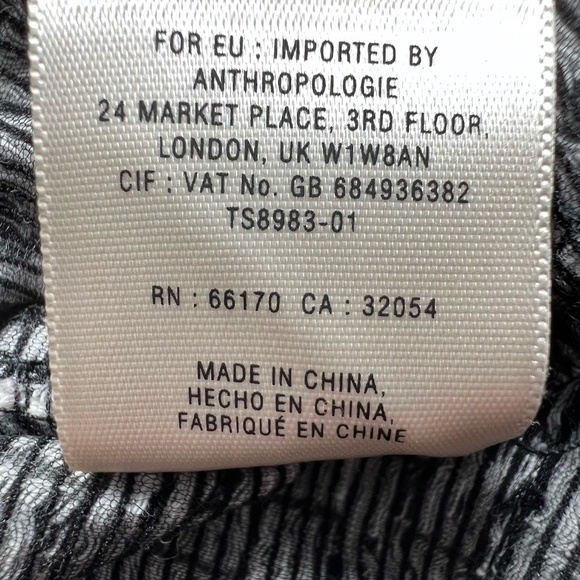 FOR EU : IMPORTED BY
ANTHROPOLOGIE
24 MARKET PLACE, 3RD FLOOR,
LONDON, UK W1W8AN
CIF : VAT No. GB 684936382
TS8983-01
RN : 66170 CA : 32054
MADE IN CHINA,
HECHO EN CHINA,
FABRIQUÉ EN CHINE